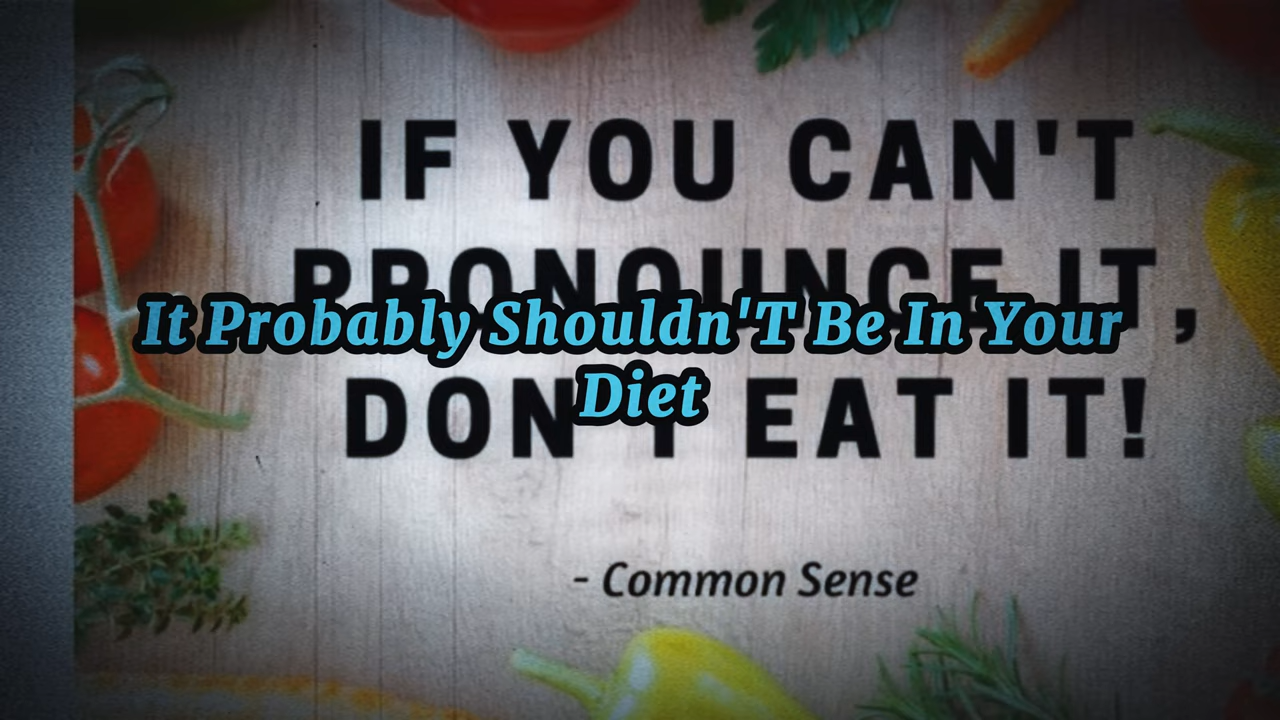 IF YOU CAN'T
PRONOUNCE IT,
It Probably Shouldn'T Be In Your
Diet
DON'T EAT IT!
- Common Sense